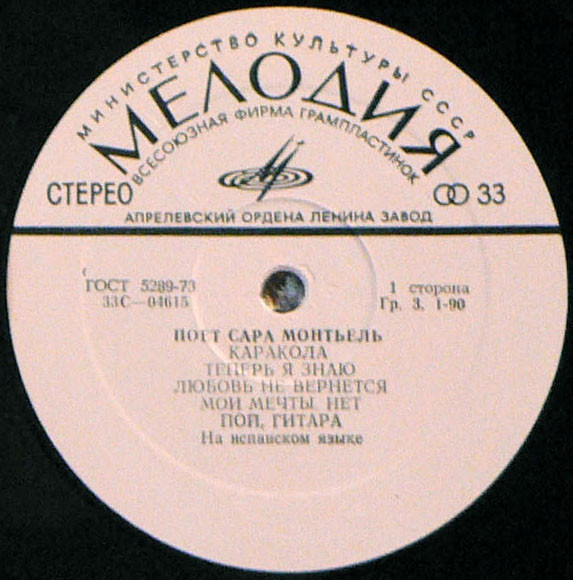 МИНИСТЕРСТВО КУЛЬТУРЫ СССР
МЕЛОДИЯ
ВСЕСОЮЗНАЯ ФИРМА ГРАМПЛАСТИНОК
СТЕРЕО
33
АПРЕЛЕВСКИЙ ОРДЕНА ЛЕНИНА ЗАВОД
ГОСТ 5289-73
33С—04615
1 сторона
Гр. 3. 1-90
ПОЕТ САРА МОНТЬЕЛЬ
КАРАКОЛА
ТЕПЕРЬ Я ЗНАЮ
ЛЮБОВЬ НЕ ВЕРНЕТСЯ
МОИ МЕЧТЫ НЕТ
ПОЙ, ГИТАРА
На испанском языке